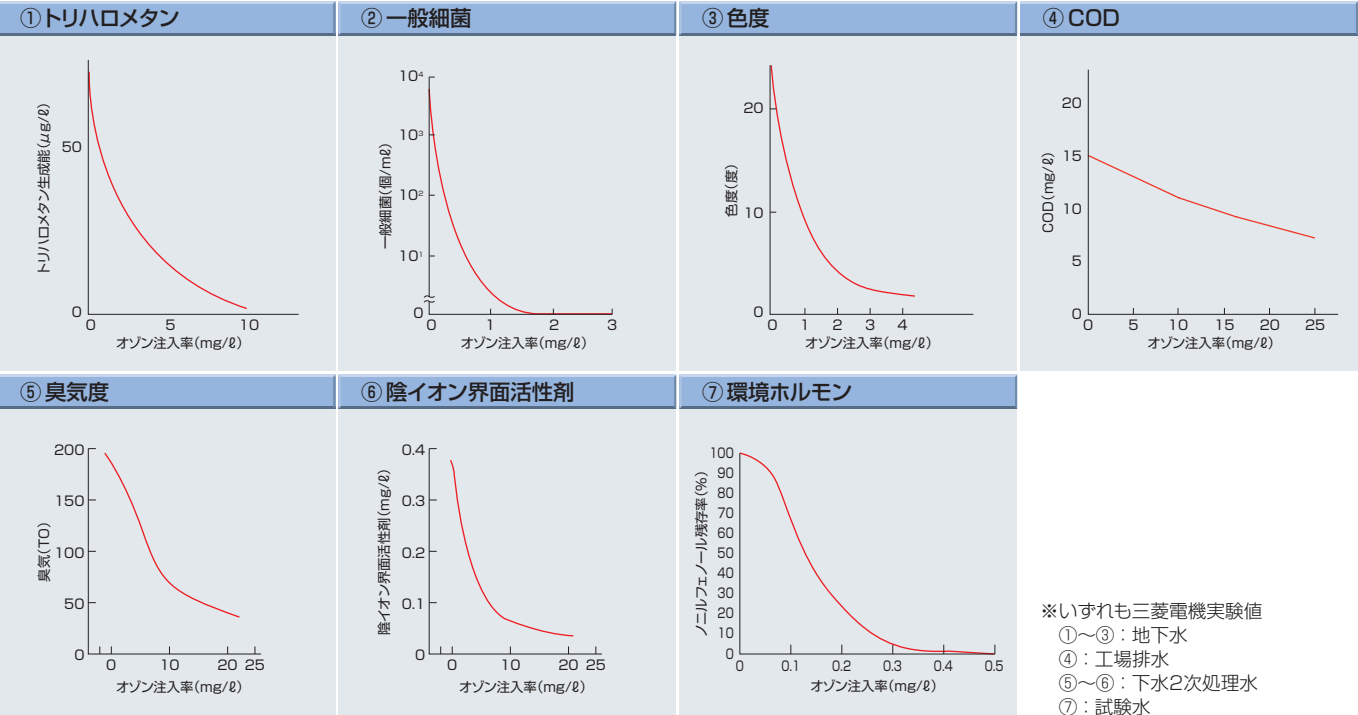 ①トリハロメタン
トリハロメタン生成能(μg/ℓ)
50
0
0 5 10
オゾン注入率(mg/ℓ)
②一般細菌
一般細菌(個/mℓ)
10⁴
10³
10²
10¹
0
0 1 2 3
オゾン注入率(mg/ℓ)
③色度
色度(度)
20
10
0
0 1 2 3 4
オゾン注入率(mg/ℓ)
④COD
COD(mg/ℓ)
20
15
10
5
0
0 5 10 15 20 25
オゾン注入率(mg/ℓ)
⑤臭気度
臭気(TO)
200
150
100
50
0
0 10 20 25
オゾン注入率(mg/ℓ)
⑥陰イオン界面活性剤
陰イオン界面活性剤(mg/ℓ)
0.4
0.3
0.2
0.1
0
0 10 20 25
オゾン注入率(mg/ℓ)
⑦環境ホルモン
ノニルフェノール残存率(%)
100
90
80
70
60
50
40
30
20
10
0
0 0.1 0.2 0.3 0.4 0.5
オゾン注入率(mg/ℓ)
※いずれも三菱電機実験値
①〜③：地下水
④：工場排水
⑤〜⑥：下水2次処理水
⑦：試験水